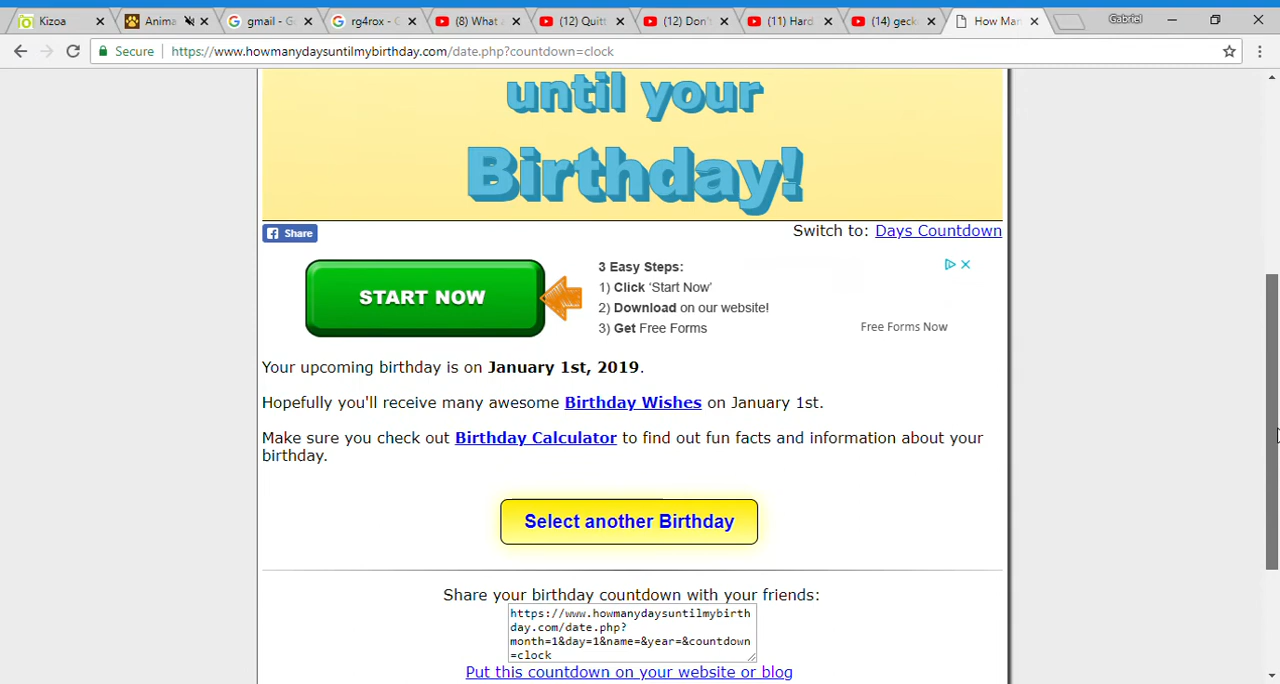 Kizoa
Anima
gmail - G
rg4rox - G
(8) What a
(12) Quitt
(12) Don'
(11) Hard
(14) geck
How Man
Gabriel
Secure
https://www.howmanydaysuntilmybirthday.com/date.php?countdown=clock
until your
Birthday!
Share
Switch to: Days Countdown
START NOW
3 Easy Steps:
1) Click 'Start Now'
2) Download on our website!
3) Get Free Forms
Free Forms Now
Your upcoming birthday is on January 1st, 2019.
Hopefully you'll receive many awesome Birthday Wishes on January 1st.
Make sure you check out Birthday Calculator to find out fun facts and information about your
birthday.
Select another Birthday
Share your birthday countdown with your friends:
https://www.howmanydaysuntilmybirth
day.com/date.php?
month=1&day=1&name=&year=&countdown
=clock
Put this countdown on your website or blog